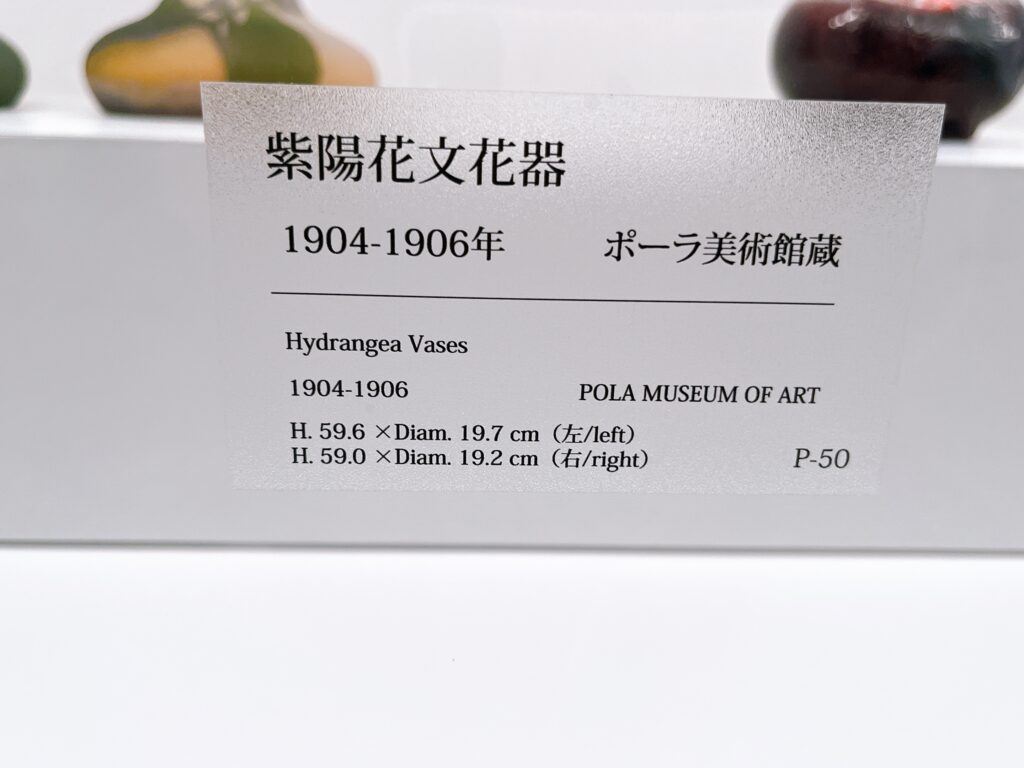 紫陽花文花器
1904-1906年 ポーラ美術館蔵
Hydrangea Vases
1904-1906 POLA MUSEUM OF ART
H. 59.6 ×Diam. 19.7 cm（左/left）
H. 59.0 ×Diam. 19.2 cm（右/right） P-50